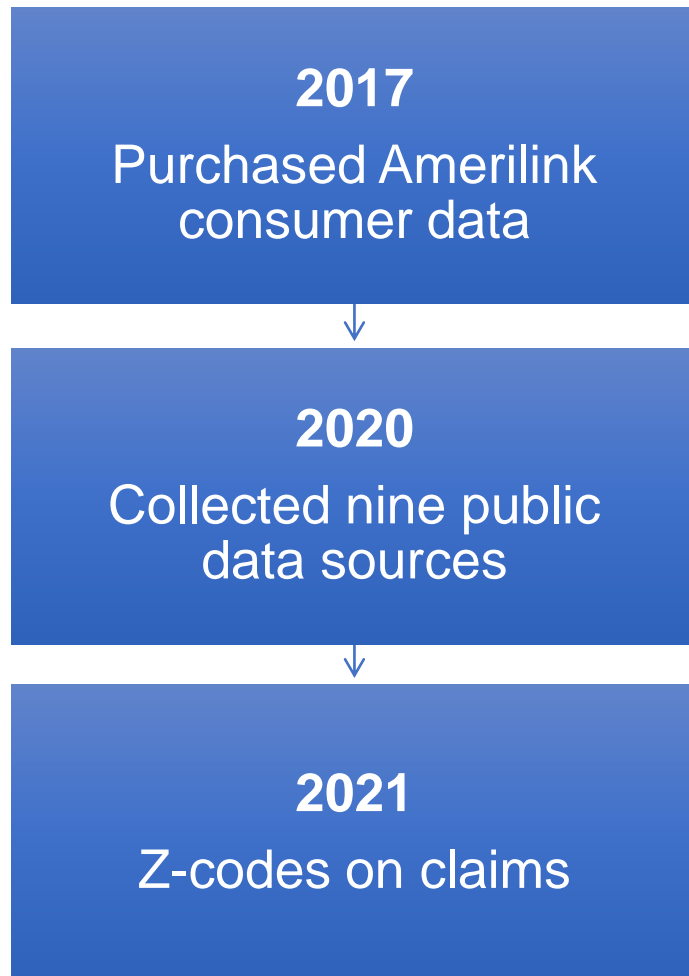 2017
Purchased Amerilink
consumer data
2020
Collected nine public
data sources
2021
Z-codes on claims